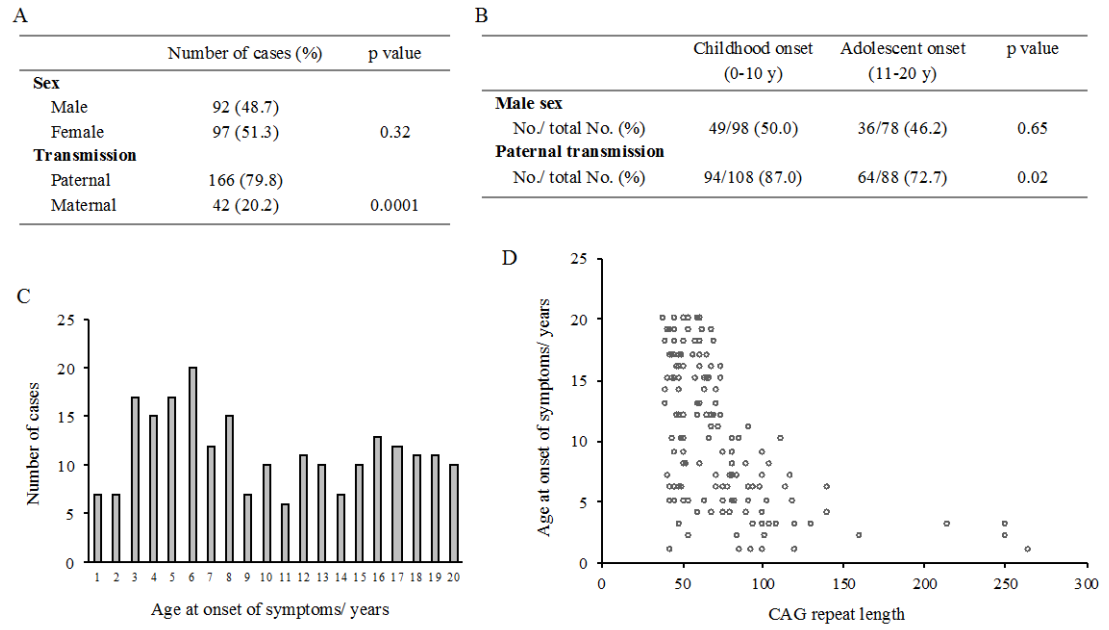 A
Number of cases (%) p value
Sex
Male 92 (48.7)
Female 97 (51.3) 0.32
Transmission
Paternal 166 (79.8)
Maternal 42 (20.2) 0.0001
B
Childhood onset Adolescent onset p value
(0-10 y) (11-20 y)
Male sex
No./ total No. (%) 49/98 (50.0) 36/78 (46.2) 0.65
Paternal transmission
No./ total No. (%) 94/108 (87.0) 64/88 (72.7) 0.02
C
Number of cases
25
20
15
10
5
0
1 2 3 4 5 6 7 8 9 10 11 12 13 14 15 16 17 18 19 20
Age at onset of symptoms/ years
D
Age at onset of symptoms/ years
25
20
15
10
5
0
0 50 100 150 200 250 300
CAG repeat length